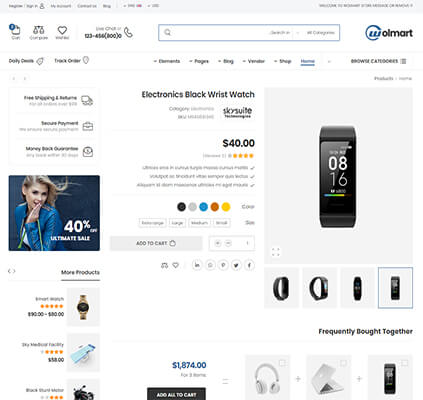 Register / Sign in
My Account
Contact Us
Blog
ENG
USD
WELCOME TO WOLMART STORE MESSAGE OR REMOVE IT
Cart
Compare
Wishlist
Live Chat
123-456(800)0
Search in
All Categories
Wolmart
Daily Deals
Track Order
Elements
Pages
Blog
Vendor
Shop
Home
BROWSE CATEGORIES
Products
Home
Free Shipping & Returns
For all orders over $99
Secure Payment
We ensure secure payment
Money Back Guarantee
Any back within 30 days
40%
OFF
ULTIMATE SALE
More Products
Smart Watch
$90.00 - $80.00
Sky Medical Facility
$58.00
Black Stunt Motor
Electronics Black Wrist Watch
Category: Electronics
skysuite
Technologies
$40.00
Ultrices eros in cursus turpis massa cursus mattis
Volutpat ac tincidunt vitae semper quis lectus
Aliquam id diam maecenas ultricies mi eget mauris
Color
Extra Large
Large
Medium
Small
Size
ADD TO CART
1
08
16
Frequently Bought Together
$1,874.00
For 3 items
ADD ALL TO CART
=
+
+